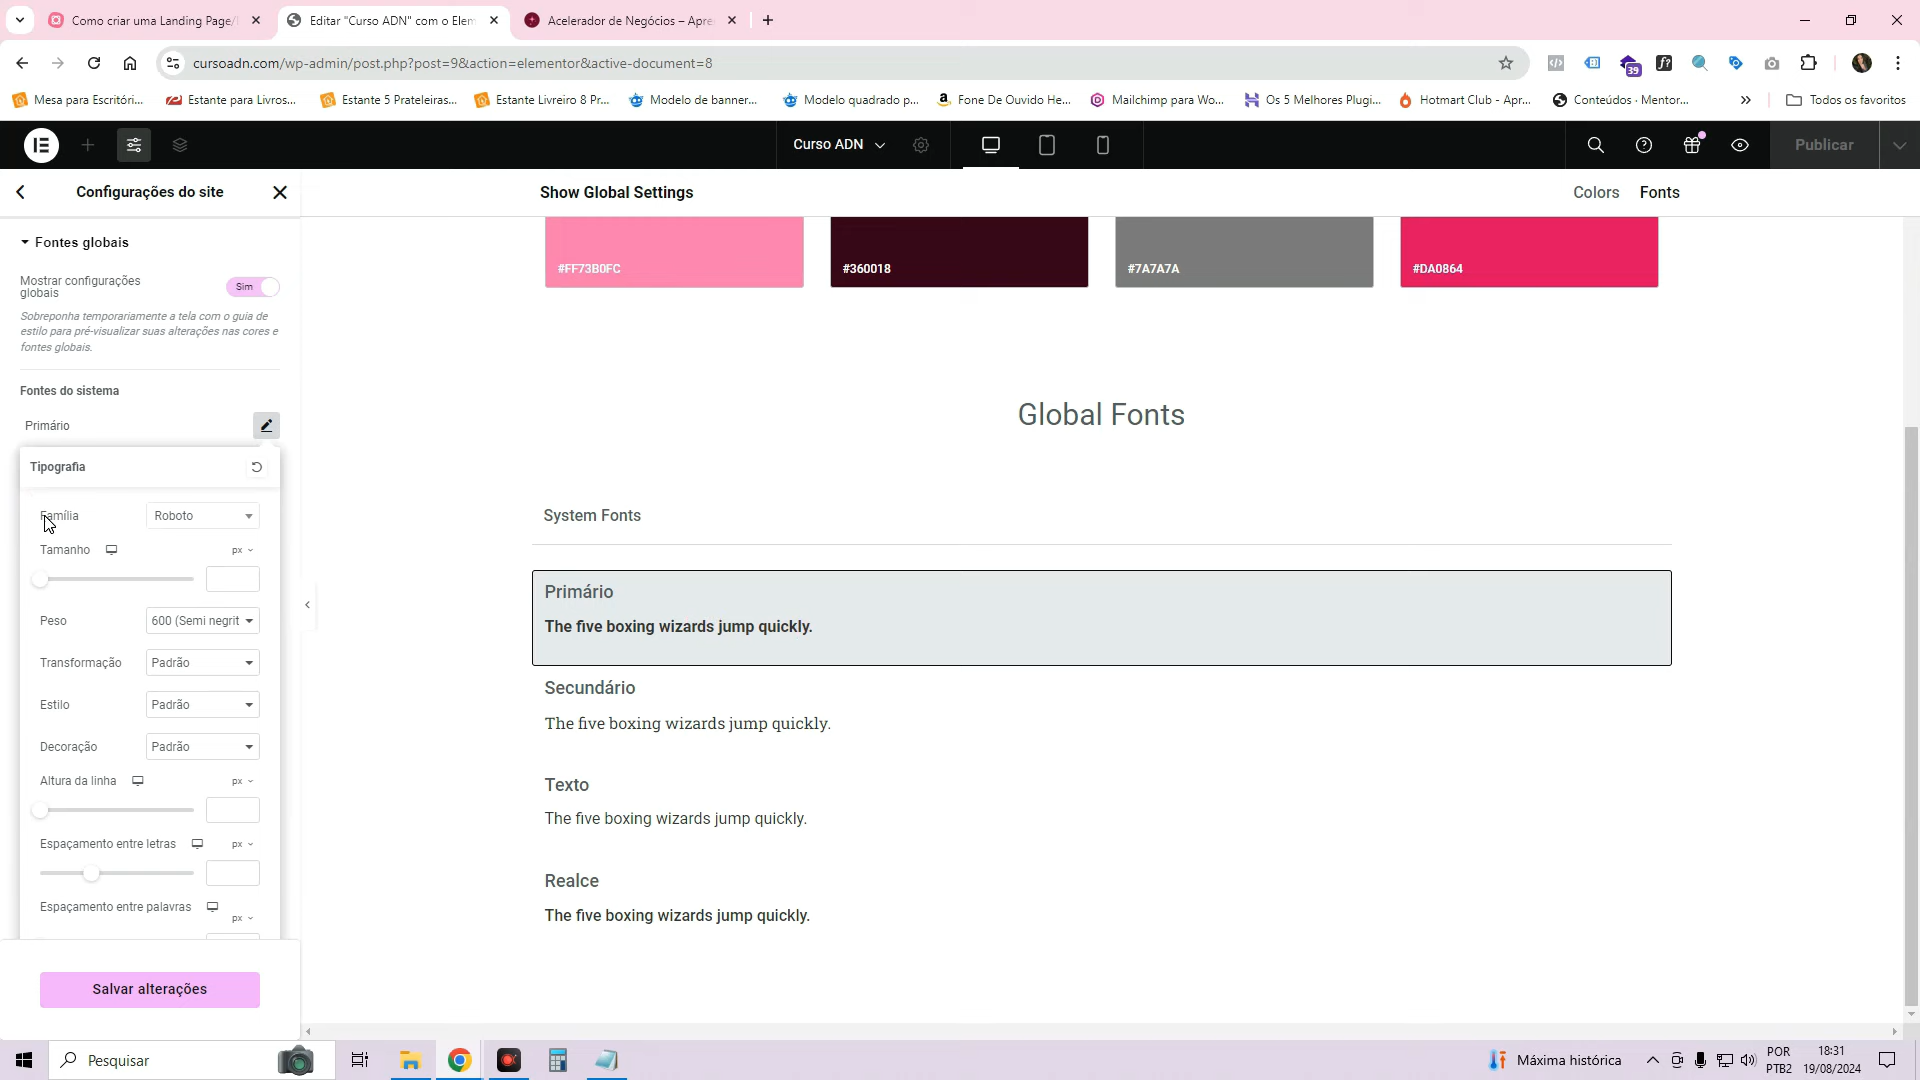 Como criar uma Landing Page/
Editar "Curso ADN" com o Elem
Acelerador de Negócios – Apre
cursoadn.com/wp-admin/post.php?post=9&action=elementor&active-document=8
39
Mesa para Escritóri...
Estante para Livros...
Estante 5 Prateleiras...
Estante Livreiro 8 Pr...
Modelo de banner...
Modelo quadrado p...
Fone De Ouvido He...
Mailchimp para Wo...
Os 5 Melhores Plugi...
Hotmart Club - Apr...
Conteúdos · Mentor...
Todos os favoritos
Curso ADN
Publicar
Configurações do site
Show Global Settings
Colors
Fonts
Fontes globais
Mostrar configurações
globais
Sim
Sobreponha temporariamente a tela com o guia de
estilo para pré-visualizar suas alterações nas cores e
fontes globais.
#FF73B0FC
#360018
#7A7A7A
#DA0864
Fontes do sistema
Primário
Tipografia
Família
Roboto
Tamanho
px
Peso
600 (Semi negrit
Transformação
Padrão
Estilo
Padrão
Decoração
Padrão
Altura da linha
px
Espaçamento entre letras
px
Espaçamento entre palavras
px
Salvar alterações
Global Fonts
System Fonts
Primário
The five boxing wizards jump quickly.
Secundário
The five boxing wizards jump quickly.
Texto
The five boxing wizards jump quickly.
Realce
The five boxing wizards jump quickly.
Pesquisar
Máxima histórica
POR
PTB2
18:31
19/08/2024